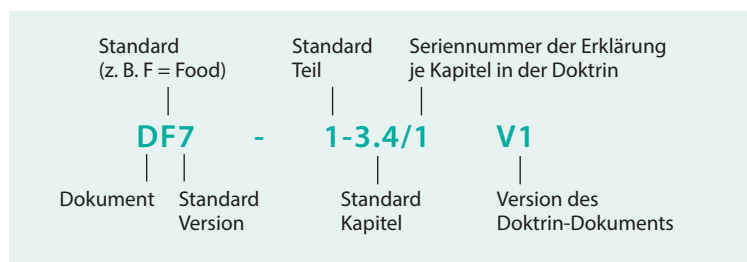 Standard
(z. B. F = Food)
Standard
Teil
Seriennummer der Erklärung
je Kapitel in der Doktrin
DF7 - 1-3.4/1 V1
Dokument
Standard
Version
Standard
Kapitel
Version des
Doktrin-Dokuments